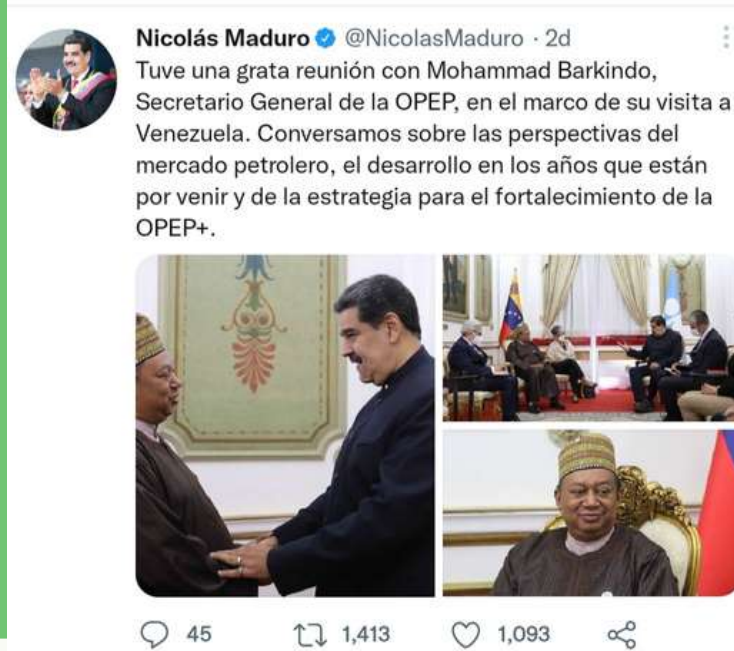 Nicolás Maduro @NicolasMaduro · 2d
Tuve una grata reunión con Mohammad Barkindo,
Secretario General de la OPEP, en el marco de su visita a
Venezuela. Conversamos sobre las perspectivas del
mercado petrolero, el desarrollo en los años que están
por venir y de la estrategia para el fortalecimiento de la
OPEP+.
45 1,413 1,093